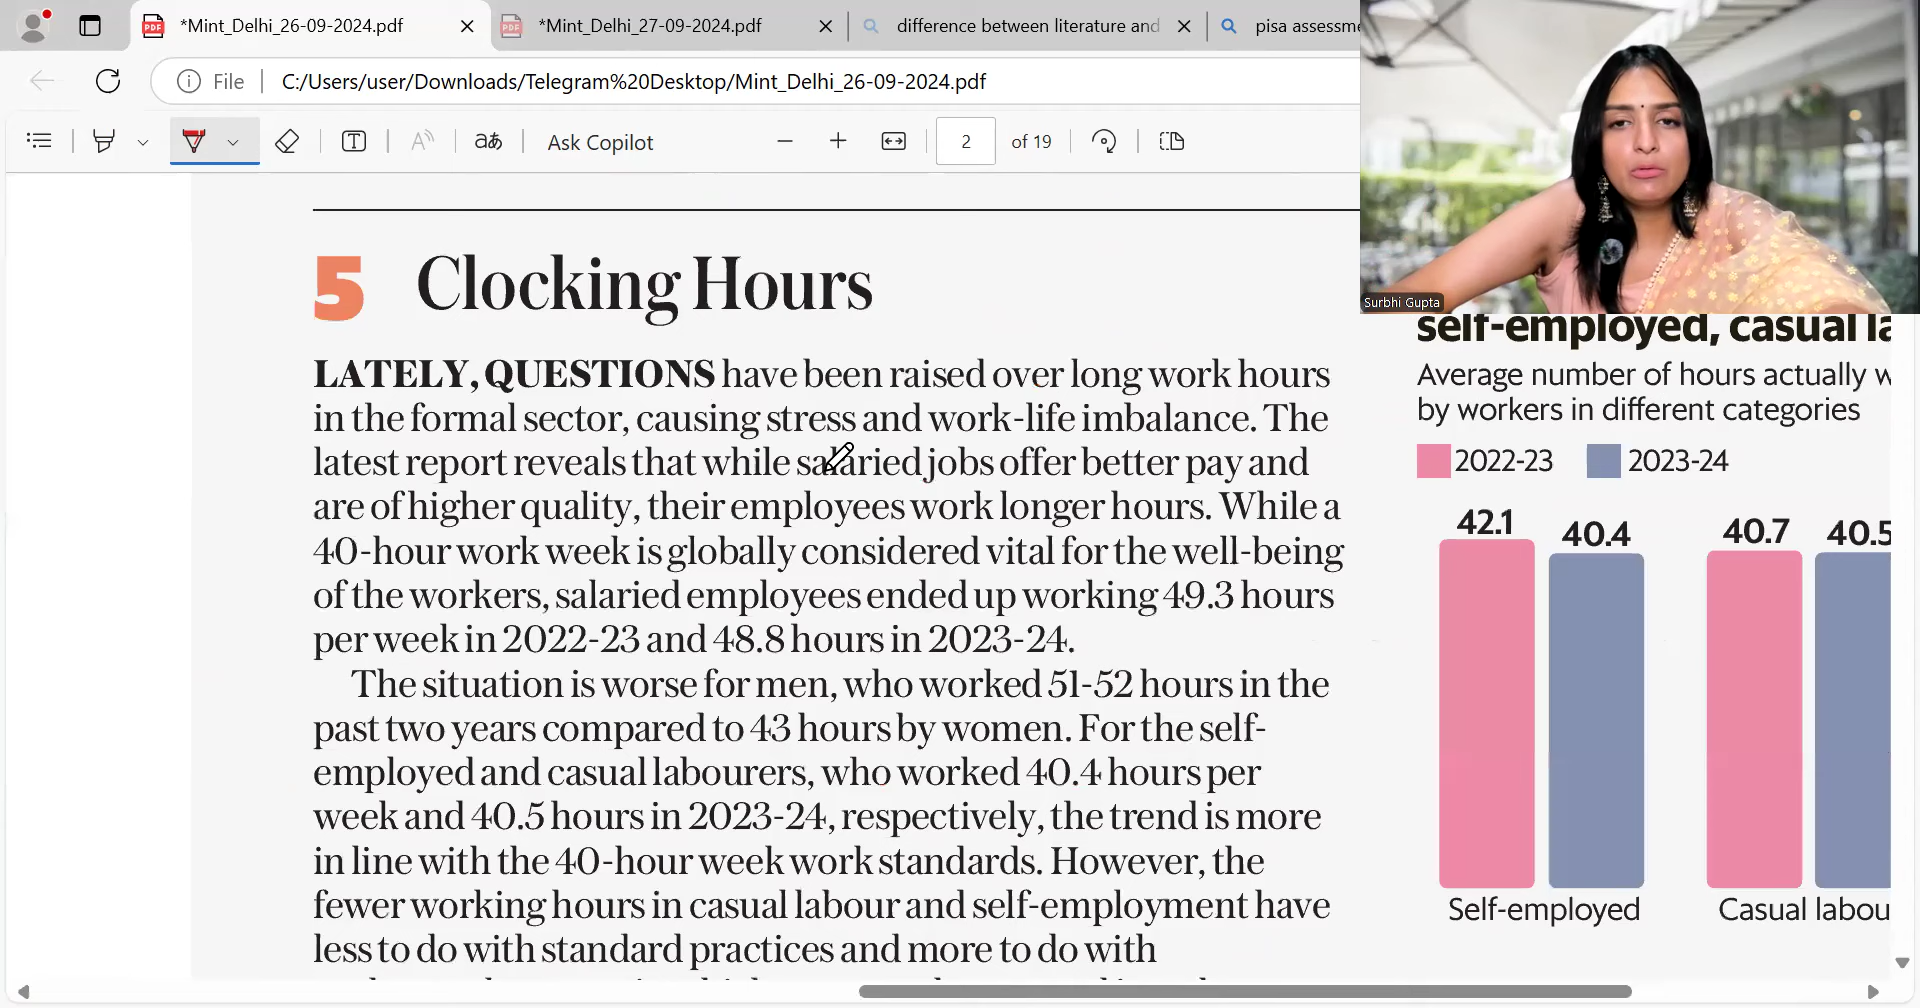 *Mint_Delhi_26-09-2024.pdf
*Mint_Delhi_27-09-2024.pdf
difference between literature and
pisa assessme
File
C:/Users/user/Downloads/Telegram%20Desktop/Mint_Delhi_26-09-2024.pdf
aあ
Ask Copilot
2
of 19
Surbhi Gupta
5 Clocking Hours
LATELY, QUESTIONS have been raised over long work hours
in the formal sector, causing stress and work-life imbalance. The
latest report reveals that while salaried jobs offer better pay and
are of higher quality, their employees work longer hours. While a
40-hour work week is globally considered vital for the well-being
of the workers, salaried employees ended up working 49.3 hours
per week in 2022-23 and 48.8 hours in 2023-24.
The situation is worse for men, who worked 51-52 hours in the
past two years compared to 43 hours by women. For the self-
employed and casual labourers, who worked 40.4 hours per
week and 40.5 hours in 2023-24, respectively, the trend is more
in line with the 40-hour week work standards. However, the
fewer working hours in casual labour and self-employment have
less to do with standard practices and more to do with
self-employed, casual la
Average number of hours actually w
by workers in different categories
2022-23 2023-24
42.1 40.4 40.7 40.5
Self-employed Casual labou